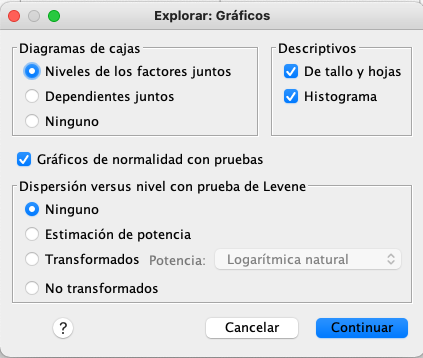 Explorar: Gráficos
Diagramas de cajas
Niveles de los factores juntos
Dependientes juntos
Ninguno
Descriptivos
De tallo y hojas
Histograma
Gráficos de normalidad con pruebas
Dispersión versus nivel con prueba de Levene
Ninguno
Estimación de potencia
Transformados Potencia: Logarítmica natural
No transformados
? Cancelar Continuar